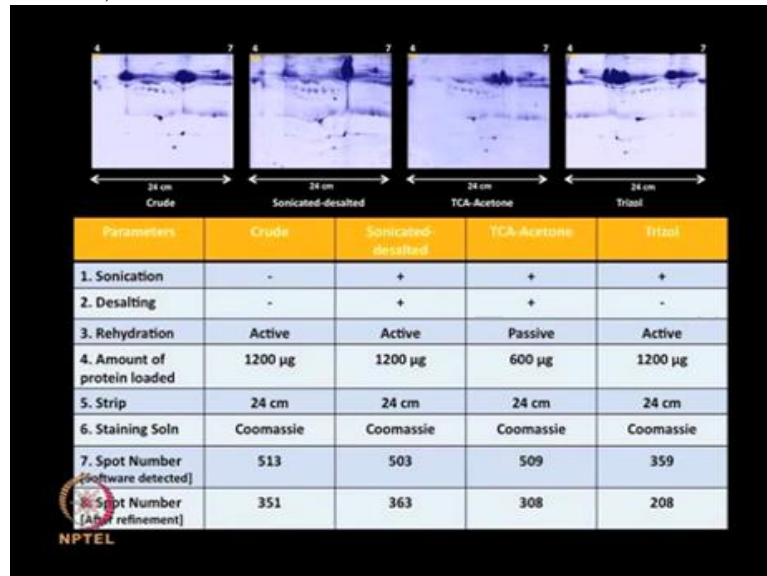 4 7 4 7 4 7 4 7
24 cm 24 cm 24 cm 24 cm
Crude Sonicated-desalted TCA-Acetone Trizol
Parameters Crude Sonicated-desalted TCA-Acetone Trizol
1. Sonication - + + +
2. Desalting - + + -
3. Rehydration Active Active Passive Active
4. Amount of protein loaded 1200 µg 1200 µg 600 µg 1200 µg
5. Strip 24 cm 24 cm 24 cm 24 cm
6. Staining Soln Coomassie Coomassie Coomassie Coomassie
7. Spot Number [Software detected] 513 503 509 359
8. Spot Number [After refinement] 351 363 308 208
NPTEL